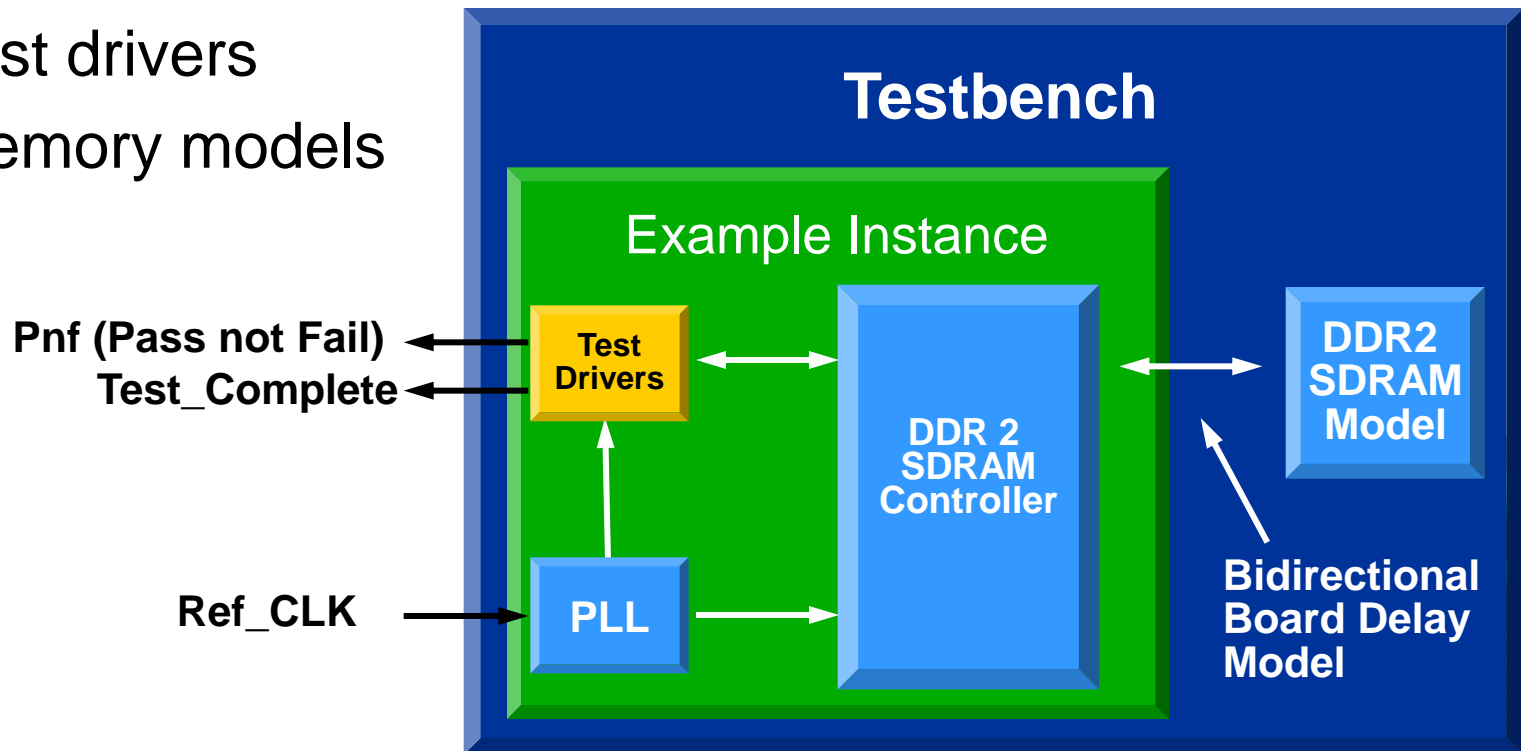 st drivers
emory models
Testbench
Example Instance
Pnf (Pass not Fail)
Test_Complete
Test
Drivers
DDR 2
SDRAM
Controller
DDR2
SDRAM
Model
Ref_CLK
PLL
Bidirectional
Board Delay
Model